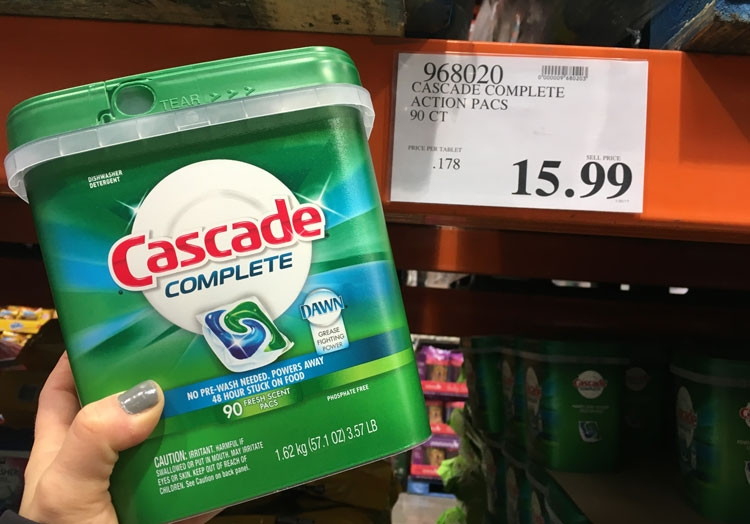 TEAR >>>
DISHWASHER
DETERGENT
Cascade
COMPLETE
DAWN
GREASE
FIGHTING
POWER
NO PRE-WASH NEEDED. POWERS AWAY
48 HOUR STUCK ON FOOD
90 FRESH SCENT
PACS
PHOSPHATE FREE
CAUTION: IRRITANT. HARMFUL IF
SWALLOWED OR PUT IN MOUTH. MAY IRRITATE
EYES OR SKIN. KEEP OUT OF REACH OF
CHILDREN. See Caution on back panel.
1.62 kg (57.1 OZ) 3.57 LB
968020
CASCADE COMPLETE
ACTION PACS
90 CT
PRICE PER TABLET
.178
SELL PRICE
15.99
Cascade